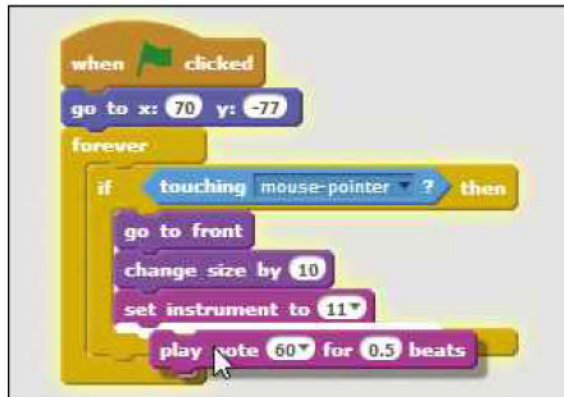 when clicked
go to x: 70 y: -77
forever
if touching mouse-pointer ? then
go to front
change size by 10
set instrument to 11
play note 60 for 0.5 beats